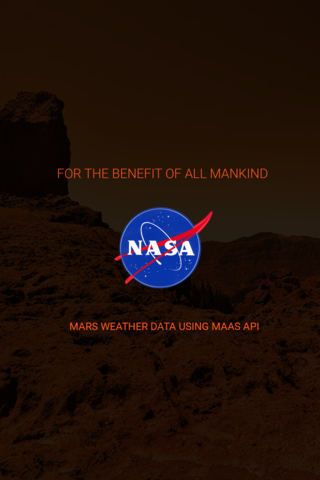 FOR THE BENEFIT OF ALL MANKIND
NASA
MARS WEATHER DATA USING MAAS API